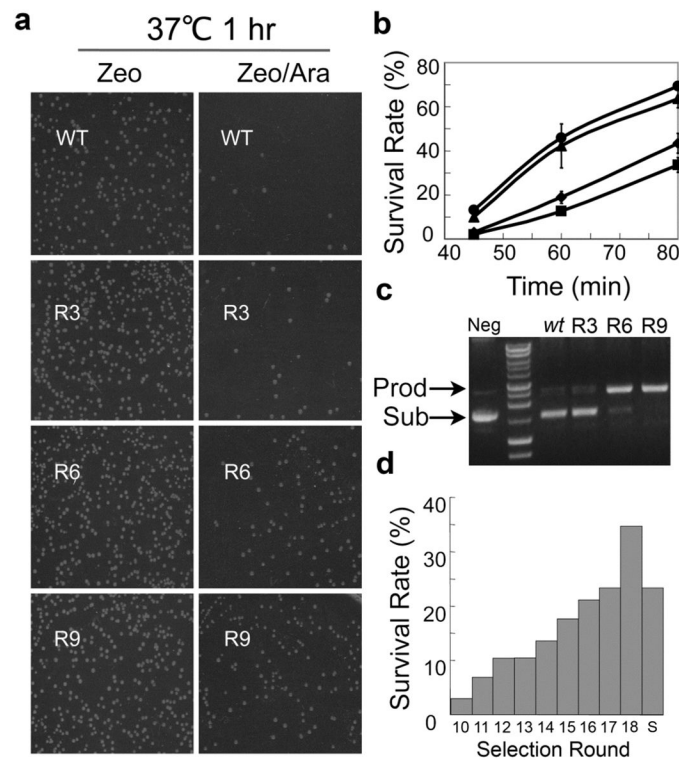 a
37℃ 1 hr
Zeo Zeo/Ara
WT WT
R3 R3
R6 R6
R9 R9
b
Survival Rate (%)
80
60
40
20
0
40 50 60 70 80
Time (min)
c
Neg wt R3 R6 R9
Prod
Sub
d
Survival Rate (%)
40
30
20
10
0
10 11 12 13 14 15 16 17 18 S
Selection Round